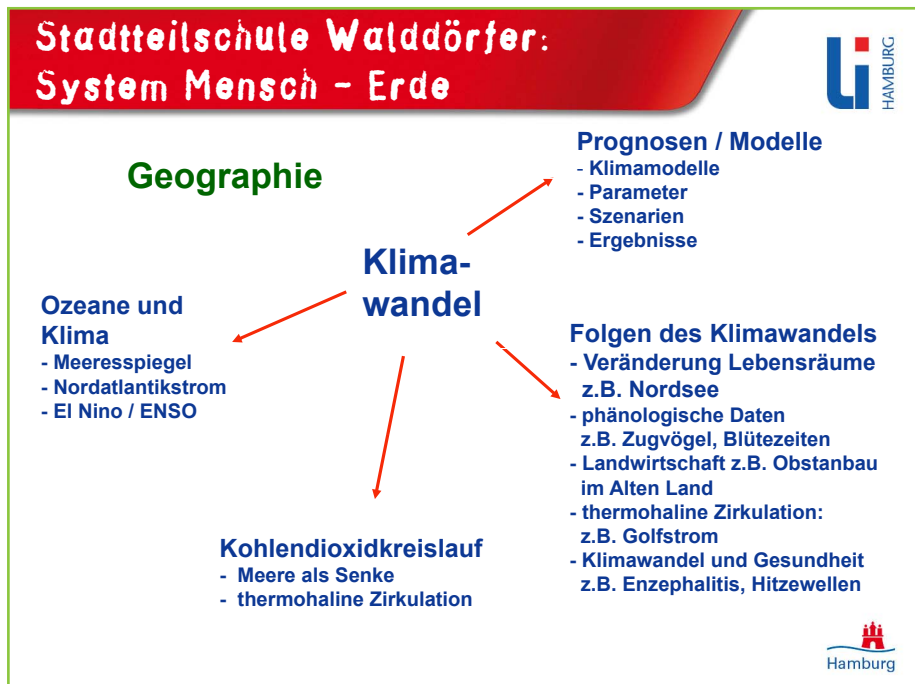 Stadtteilschule Walddörfer:
System Mensch – Erde
Li
HAMBURG
Geographie
Prognosen / Modelle
- Klimamodelle
- Parameter
- Szenarien
- Ergebnisse
Klima-
wandel
Ozeane und
Klima
- Meeresspiegel
- Nordatlantikstrom
- El Nino / ENSO
Folgen des Klimawandels
- Veränderung Lebensräume
z.B. Nordsee
- phänologische Daten
z.B. Zugvögel, Blütezeiten
- Landwirtschaft z.B. Obstanbau
im Alten Land
- thermohaline Zirkulation:
z.B. Golfstrom
- Klimawandel und Gesundheit
z.B. Enzephalitis, Hitzewellen
Kohlendioxidkreislauf
- Meere als Senke
- thermohaline Zirkulation
Hamburg